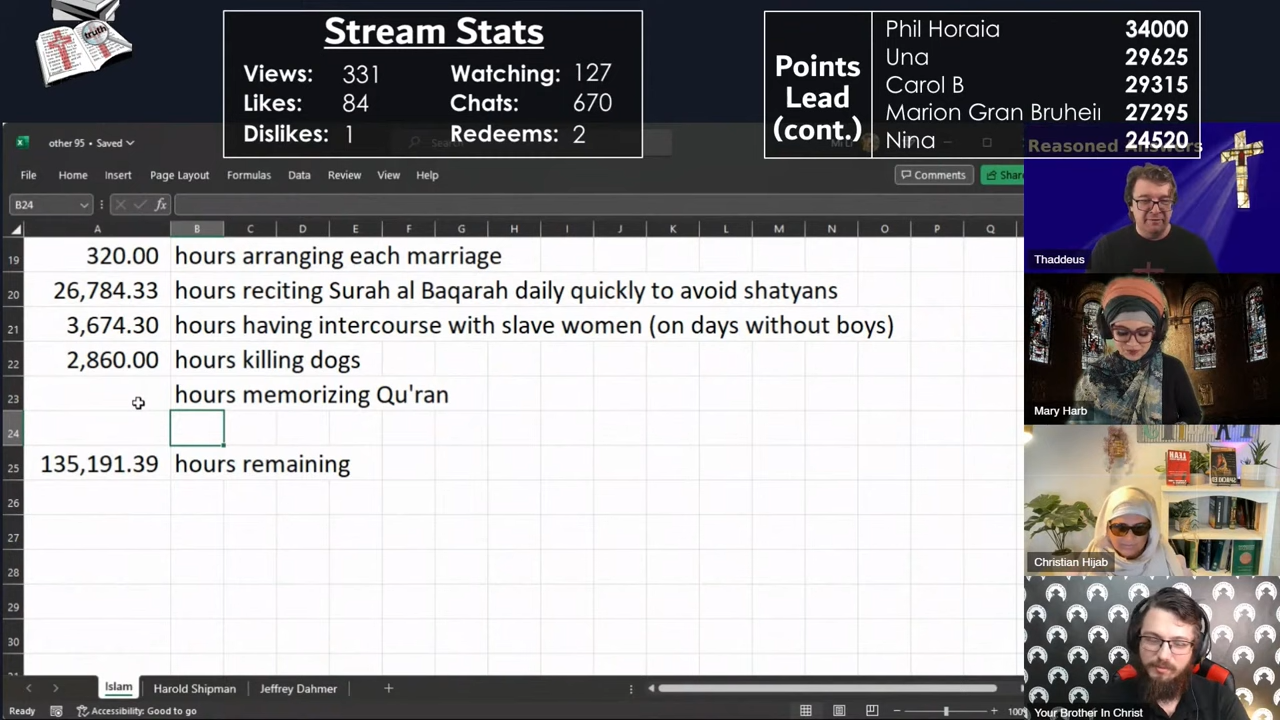 truth
Stream Stats
Views: 331 Watching: 127
Likes: 84 Chats: 670
Dislikes: 1 Redeems: 2
Points Lead (cont.)
Phil Horaia 34000
Una 29625
Carol B 29315
Marion Gran Bruheii 27295
Nina 24520
other 95 • Saved
Search
File Home Insert Page Layout Formulas Data Review View Help
Comments Share
B24 fx
A B C D E F G H I J K L M N O P Q
19 320.00 hours arranging each marriage
20 26,784.33 hours reciting Surah al Baqarah daily quickly to avoid shatyans
21 3,674.30 hours having intercourse with slave women (on days without boys)
22 2,860.00 hours killing dogs
23 hours memorizing Qu'ran
24
25 135,191.39 hours remaining
26
27
28
29
30
Islam Harold Shipman Jeffrey Dahmer
Ready Accessibility: Good to go
Reasoned Answers
Thaddeus
Mary Harb
Christian Hijab
Your Brother In Christ